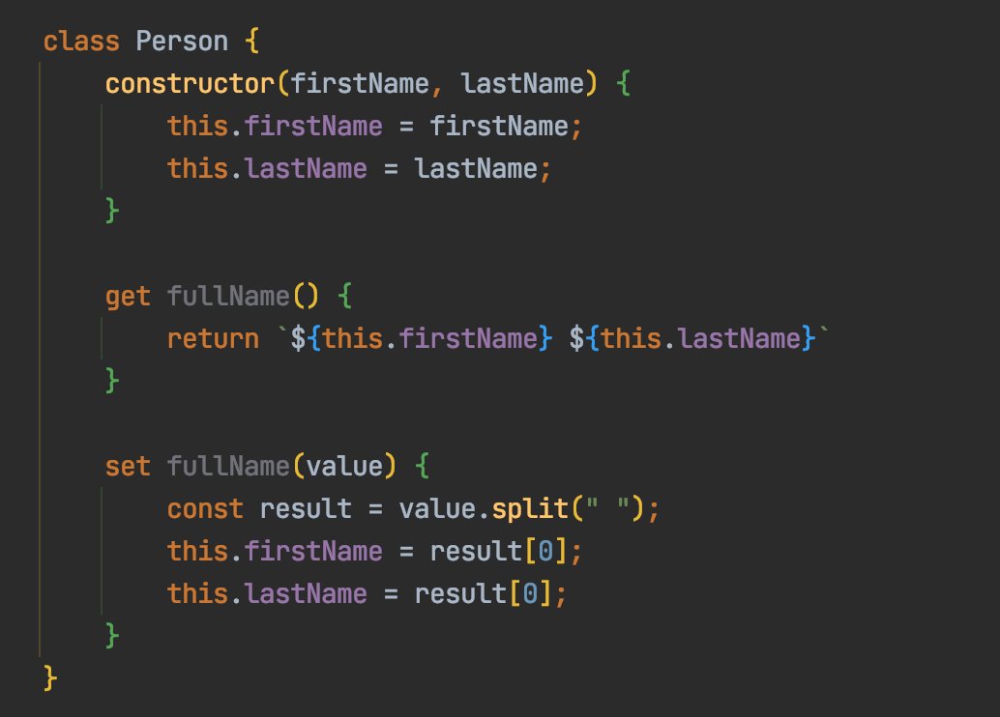 class Person {
    constructor(firstName, lastName) {
        this.firstName = firstName;
        this.lastName = lastName;
    }

    get fullName() {
        return `${this.firstName} ${this.lastName}`
    }

    set fullName(value) {
        const result = value.split(" ");
        this.firstName = result[0];
        this.lastName = result[0];
    }
}